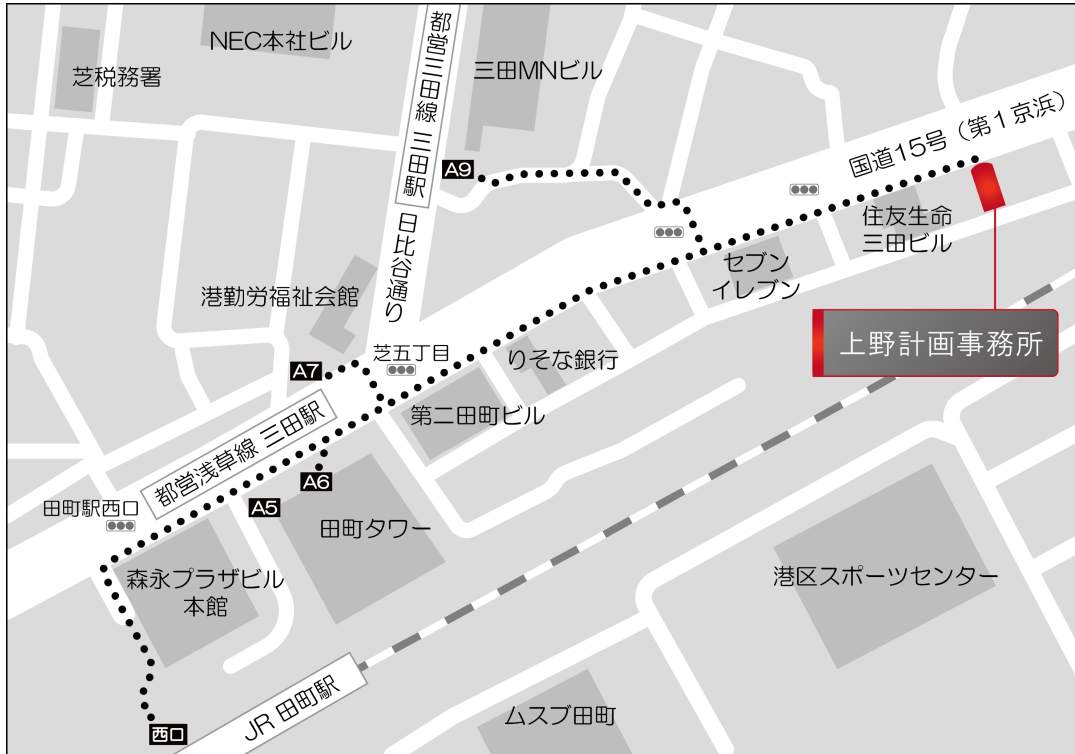 NEC本社ビル
芝税務署
都営三田線 三田駅
三田MNビル
国道15号（第1京浜）
A9
日比谷通り
住友生命
三田ビル
セブン
イレブン
港勤労福祉会館
上野計画事務所
芝五丁目
りそな銀行
A7
第二田町ビル
都営浅草線 三田駅
A6
A5
田町駅西口
田町タワー
森永プラザビル
本館
港区スポーツセンター
JR 田町駅
ムスブ田町
西口